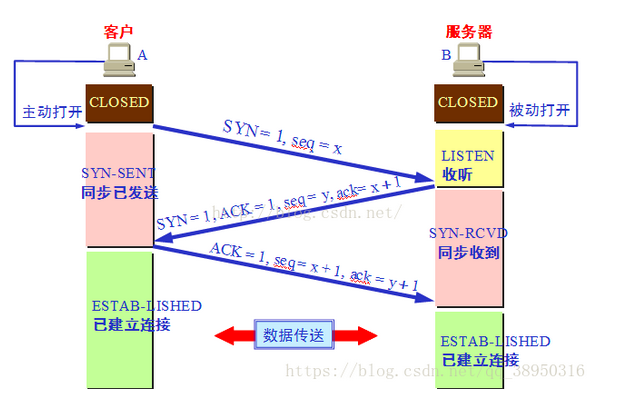 客户
服务器
A
B
CLOSED
CLOSED
主动打开
被动打开
SYN = 1, seq = x
LISTEN
收听
SYN-SENT
同步已发送
SYN = 1, ACK = 1, seq = y, ack = x + 1
http://blog.csdn.net/
SYN-RCVD
同步收到
ACK = 1, seq = x + 1, ack = y + 1
ESTAB-LISHED
已建立连接
数据传送
ESTAB-LISHED
已建立连接
https://blog.csdn.net/qq_38950316